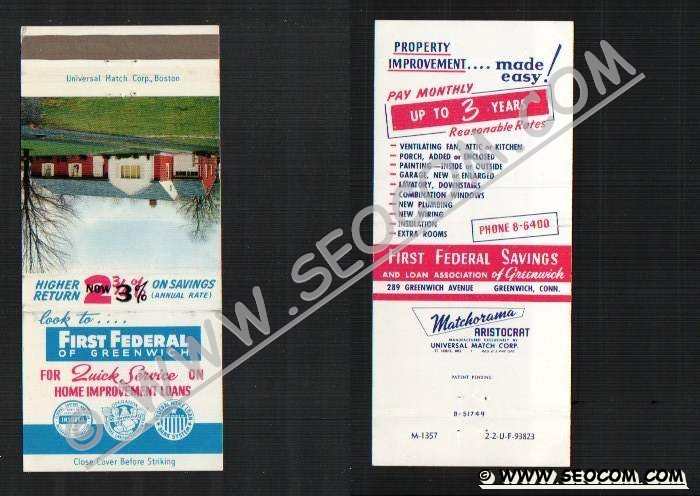 Universal Match Corp., Boston
HIGHER RETURN 2 3/4% NOW 3% ON SAVINGS (ANNUAL RATE)
look to....
FIRST FEDERAL
OF GREENWICH
FOR Quick Service ON
HOME IMPROVEMENT LOANS
Close Cover Before Striking
PROPERTY
IMPROVEMENT.... made easy!
PAY MONTHLY
UP TO 3 YEARS
Reasonable Rates
— VENTILATING FAN, ATTIC or KITCHEN
— PORCH, ADDED or ENCLOSED
— PAINTING—INSIDE or OUTSIDE
— GARAGE, NEW or ENLARGED
— LAVATORY, DOWNSTAIRS
— COMBINATION WINDOWS
— NEW PLUMBING
— NEW WIRING
— INSULATION
— EXTRA ROOMS
PHONE 8-6400
FIRST FEDERAL SAVINGS
AND LOAN ASSOCIATION of Greenwich
289 GREENWICH AVENUE GREENWICH, CONN.
Matchorama
ARISTOCRAT
MANUFACTURED EXCLUSIVELY BY
UNIVERSAL MATCH CORP.
PATENT PENDING
B-51749
M-1357 2-2-U-F-93823
© WWW.SEOCOM.COM
© WWW.SEOCOM.COM